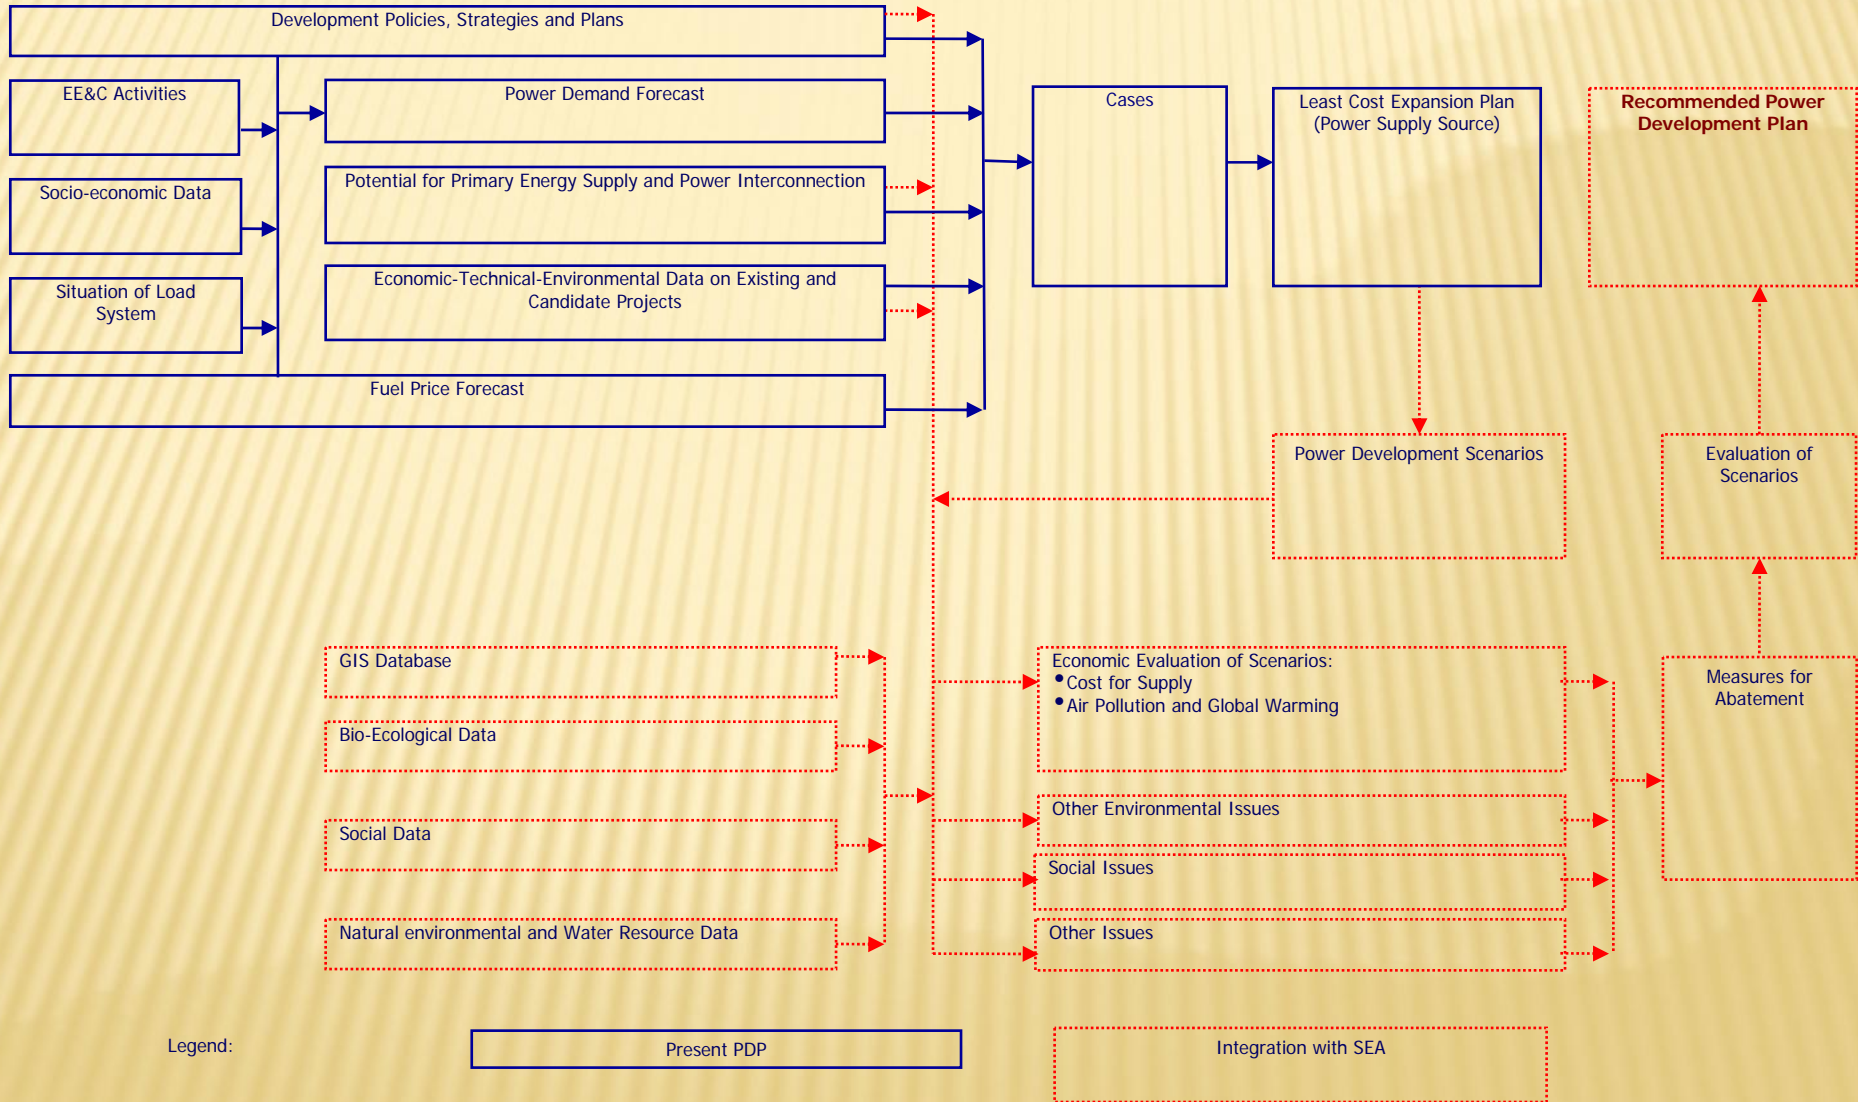 Development Policies, Strategies and Plans
EE&C Activities
Power Demand Forecast
Cases
Least Cost Expansion Plan
(Power Supply Source)
Recommended Power
Development Plan
Socio-economic Data
Potential for Primary Energy Supply and Power Interconnection
Situation of Load
System
Economic-Technical-Environmental Data on Existing and
Candidate Projects
Fuel Price Forecast
Power Development Scenarios
Evaluation of
Scenarios
GIS Database
Bio-Ecological Data
Social Data
Natural environmental and Water Resource Data
Economic Evaluation of Scenarios:
•Cost for Supply
•Air Pollution and Global Warming
Other Environmental Issues
Social Issues
Other Issues
Measures for
Abatement
Legend:
Present PDP
Integration with SEA